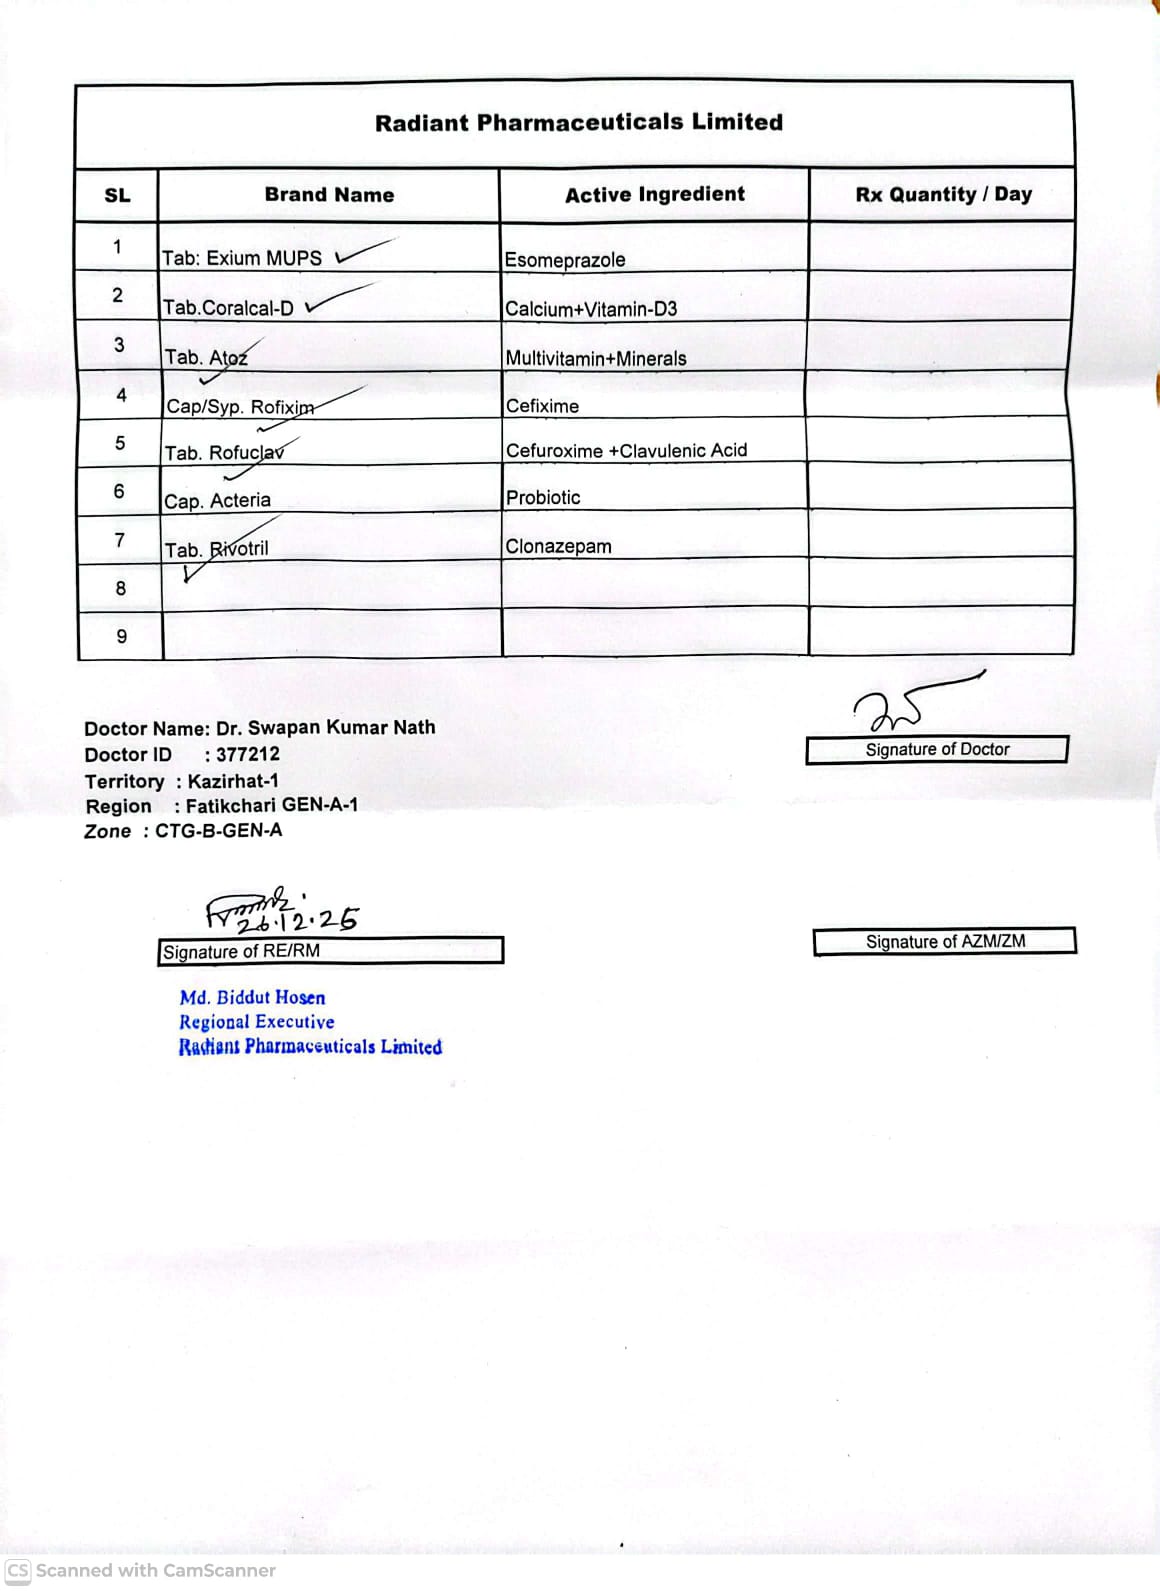 Radiant Pharmaceuticals Limited
SL Brand Name Active Ingredient Rx Quantity / Day
1 Tab: Exium MUPS Esomeprazole
2 Tab.Coralcal-D Calcium+Vitamin-D3
3 Tab. Atoz Multivitamin+Minerals
4 Cap/Syp. Rofixim Cefixime
5 Tab. Rofuclav Cefuroxime +Clavulenic Acid
6 Cap. Acteria Probiotic
7 Tab. Rivotril Clonazepam
8
9
Doctor Name: Dr. Swapan Kumar Nath
Doctor ID : 377212
Territory : Kazirhat-1
Region : Fatikchari GEN-A-1
Zone : CTG-B-GEN-A
Signature of Doctor
26.12.25
Signature of RE/RM
Signature of AZM/ZM
Md. Biddut Hosen
Regional Executive
Radiant Pharmaceuticals Limited
CS Scanned with CamScanner